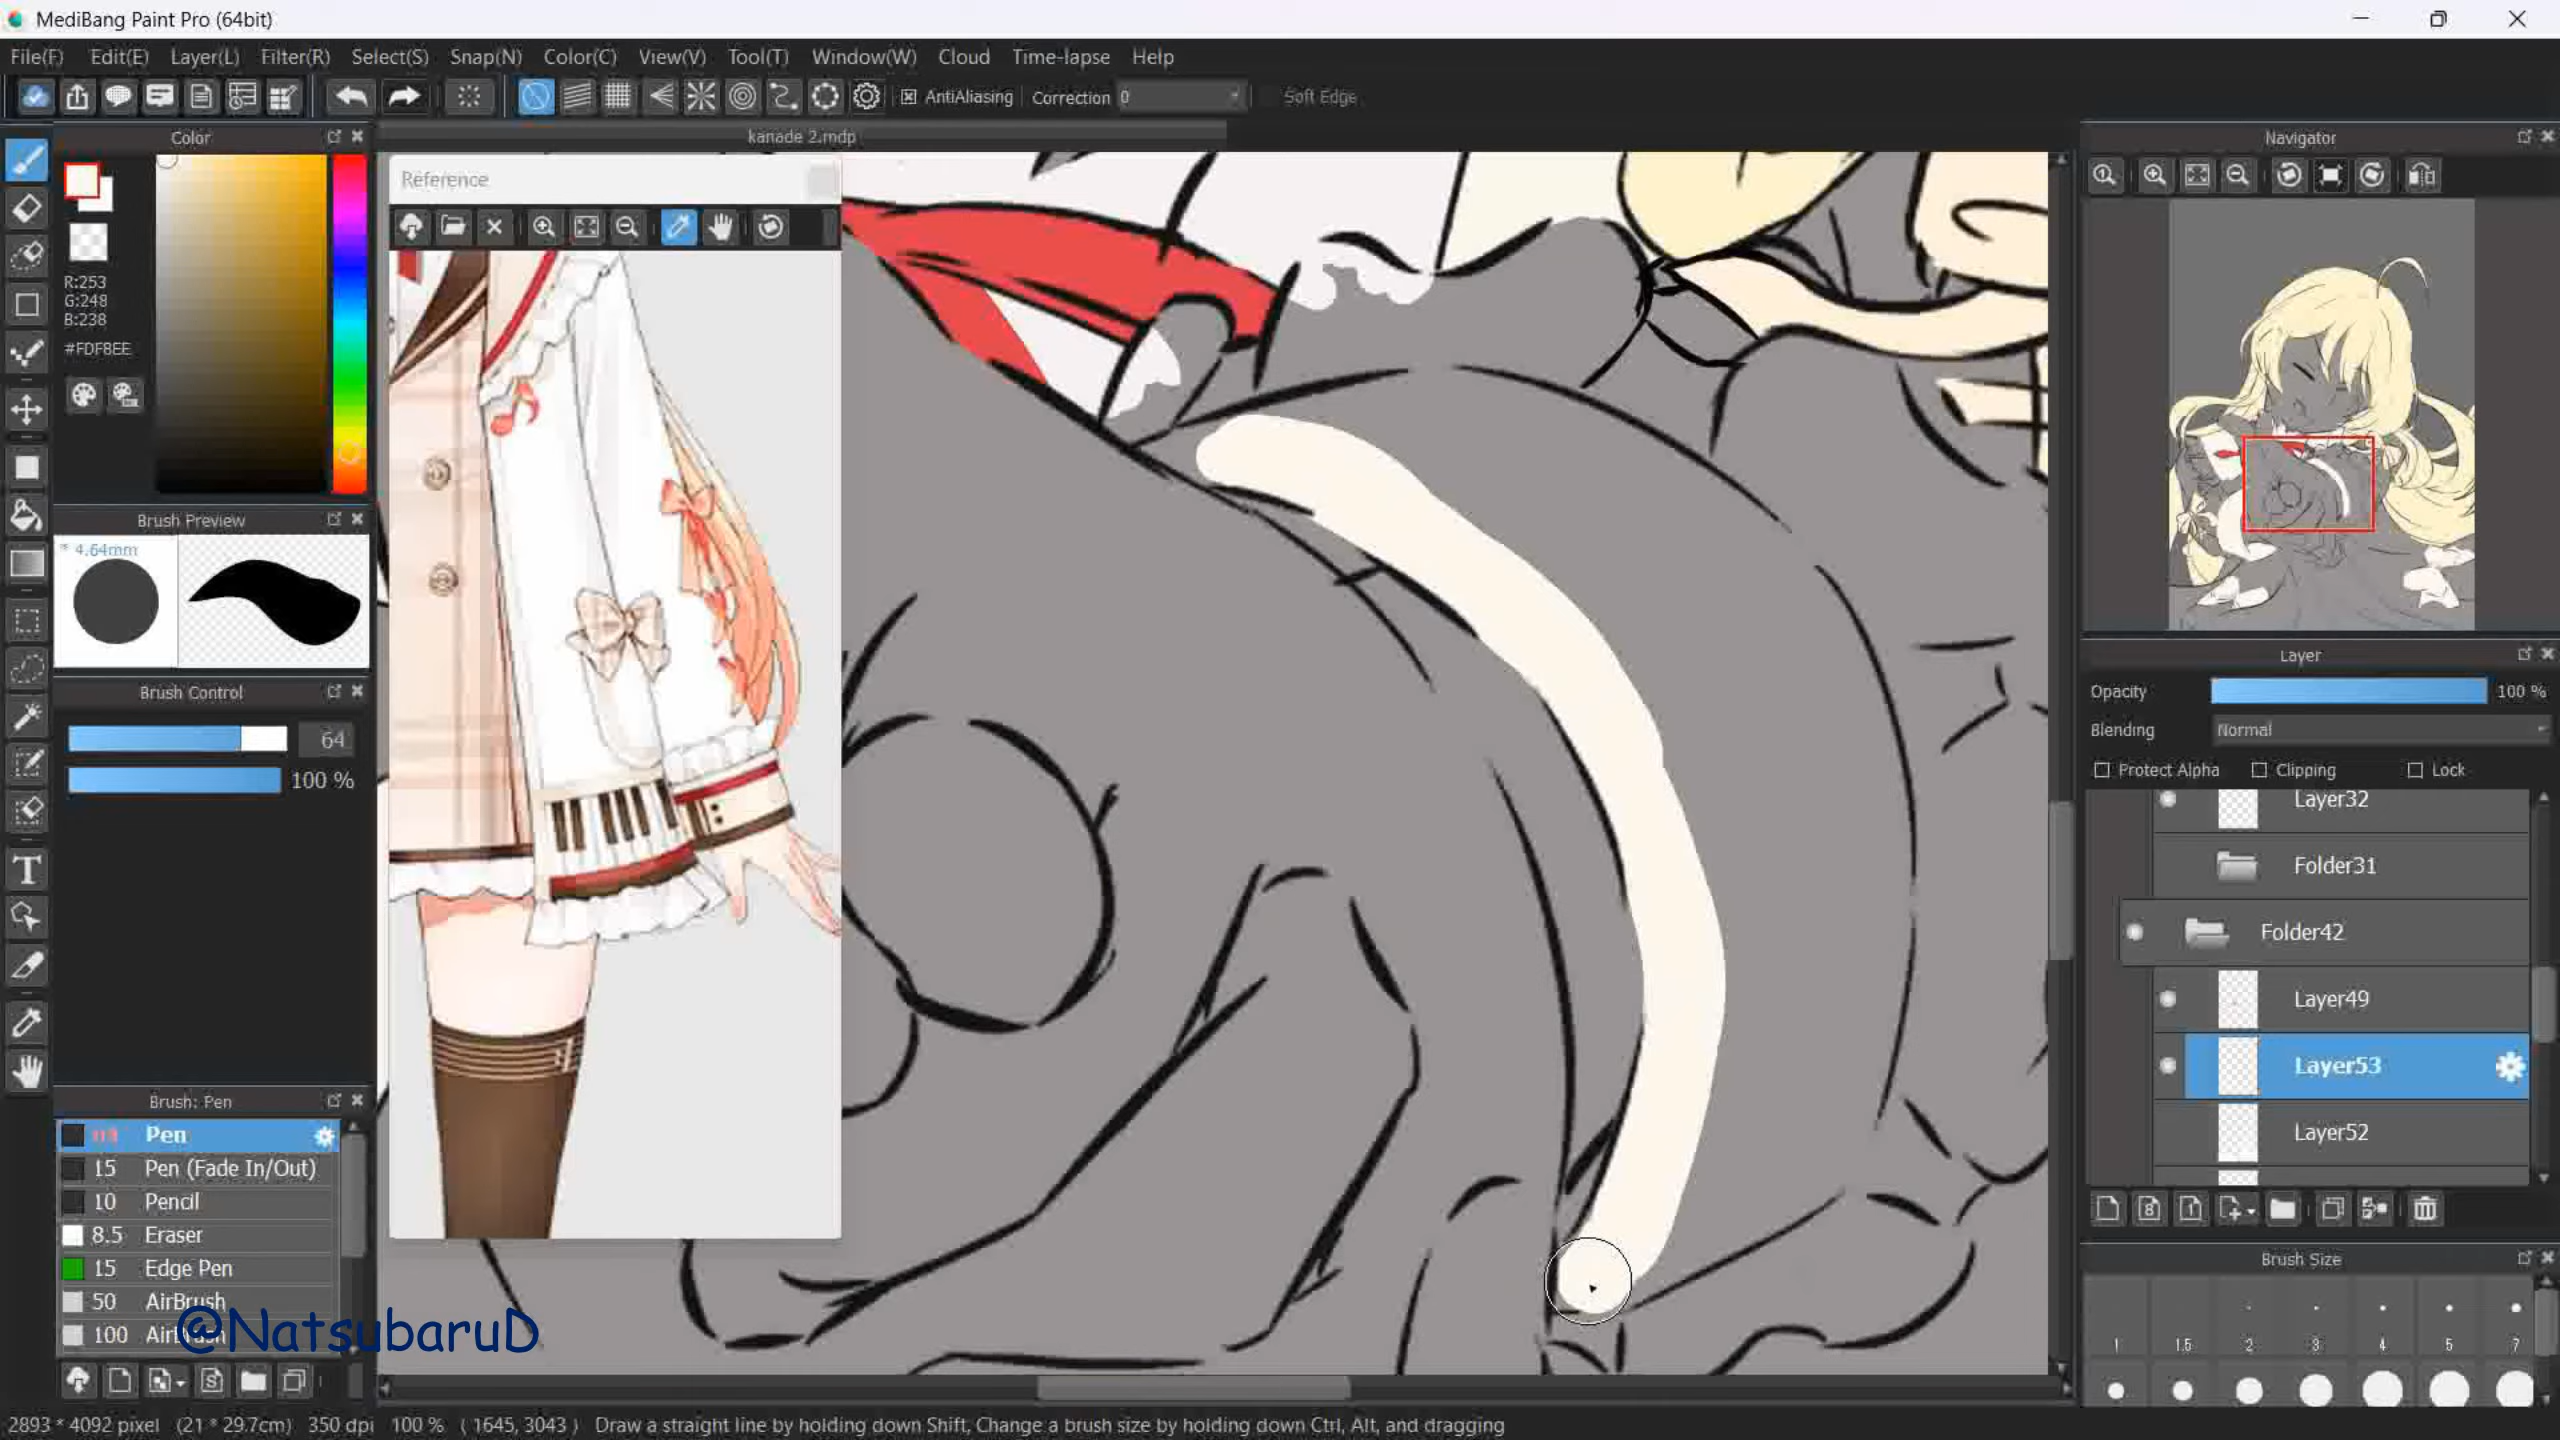 MediBang Paint Pro (64bit)
File(F) Edit(E) Layer(L) Filter(R) Select(S) Snap(N) Color(C) View(V) Tool(T) Window(W) Cloud Time-lapse Help
AntiAliasing Correction 0 Soft Edge
Color
kanade 2.mdp
Navigator
Reference
R:253
G:248
B:238
#FDF8EE
Brush Preview
* 4.64mm
Brush Control
64
100 %
Layer
Opacity 100 %
Blending Normal
Protect Alpha Clipping Lock
Layer32
Folder31
Folder42
Layer49
Layer53
Layer52
Brush: Pen
Pen
15 Pen (Fade In/Out)
10 Pencil
8.5 Eraser
15 Edge Pen
50 AirBrush
100 AirBrush
@NatsubaruD
Brush Size
1 1.5 2 3 4 5 7
2893 * 4092 pixel (21 * 29.7cm) 350 dpi 100 % ( 1645, 3043 ) Draw a straight line by holding down Shift, Change a brush size by holding down Ctrl, Alt, and dragging